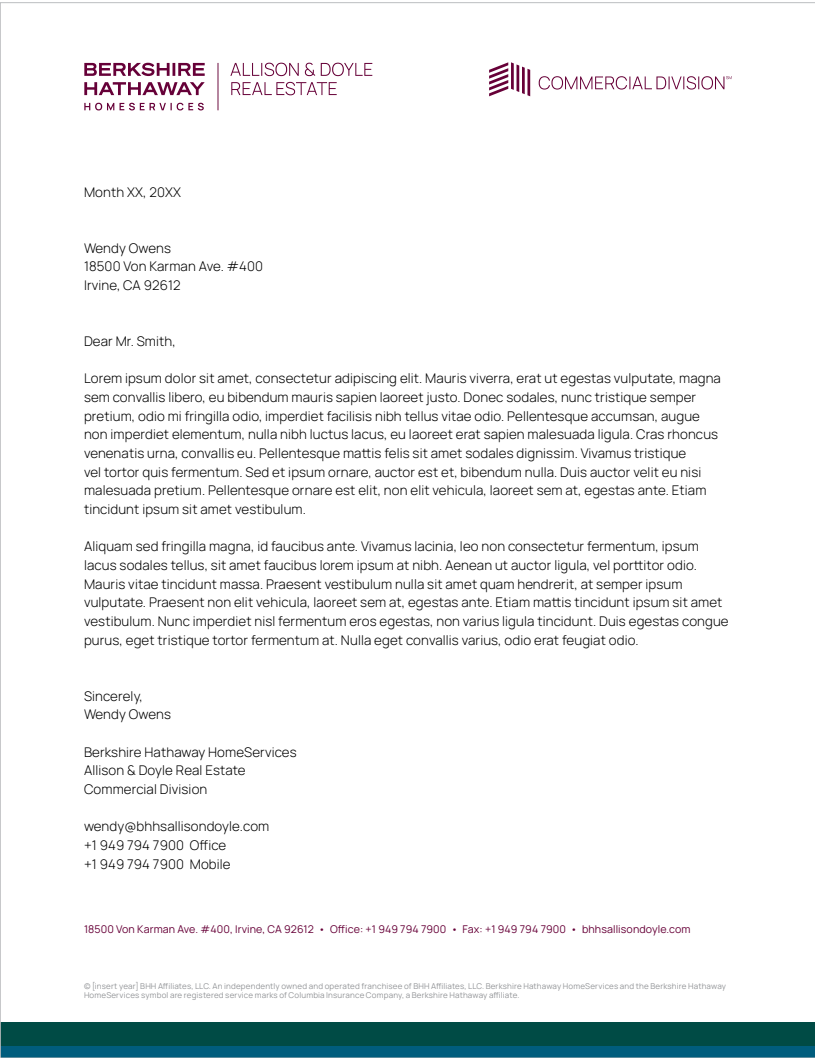 BERKSHIRE
HATHAWAY
HOMESERVICES
ALLISON & DOYLE
REAL ESTATE
COMMERCIAL DIVISION℠
Month XX, 20XX
Wendy Owens
18500 Von Karman Ave. #400
Irvine, CA 92612
Dear Mr. Smith,
Lorem ipsum dolor sit amet, consectetur adipiscing elit. Mauris viverra, erat ut egestas vulputate, magna
sem convallis libero, eu bibendum mauris sapien laoreet justo. Donec sodales, nunc tristique semper
pretium, odio mi fringilla odio, imperdiet facilisis nibh tellus vitae odio. Pellentesque accumsan, augue
non imperdiet elementum, nulla nibh luctus lacus, eu laoreet erat sapien malesuada ligula. Cras rhoncus
venenatis urna, convallis eu. Pellentesque mattis felis sit amet sodales dignissim. Vivamus tristique
vel tortor quis fermentum. Sed et ipsum ornare, auctor est et, bibendum nulla. Duis auctor velit eu nisi
malesuada pretium. Pellentesque ornare est elit, non elit vehicula, laoreet sem at, egestas ante. Etiam
tincidunt ipsum sit amet vestibulum.
Aliquam sed fringilla magna, id faucibus ante. Vivamus lacinia, leo non consectetur fermentum, ipsum
lacus sodales tellus, sit amet faucibus lorem ipsum at nibh. Aenean ut auctor ligula, vel porttitor odio.
Mauris vitae tincidunt massa. Praesent vestibulum nulla sit amet quam hendrerit, at semper ipsum
vulputate. Praesent non elit vehicula, laoreet sem at, egestas ante. Etiam mattis tincidunt ipsum sit amet
vestibulum. Nunc imperdiet nisl fermentum eros egestas, non varius ligula tincidunt. Duis egestas congue
purus, eget tristique tortor fermentum at. Nulla eget convallis varius, odio erat feugiat odio.
Sincerely,
Wendy Owens
Berkshire Hathaway HomeServices
Allison & Doyle Real Estate
Commercial Division
wendy@bhhsallisondoyle.com
+1 949 794 7900 Office
+1 949 794 7900 Mobile
18500 Von Karman Ave. #400, Irvine, CA 92612 • Office: +1 949 794 7900 • Fax: +1 949 794 7900 • bhhsallisondoyle.com
© [insert year] BHH Affiliates, LLC. An independently owned and operated franchisee of BHH Affiliates, LLC. Berkshire Hathaway HomeServices and the Berkshire Hathaway
HomeServices symbol are registered service marks of Columbia Insurance Company, a Berkshire Hathaway affiliate.